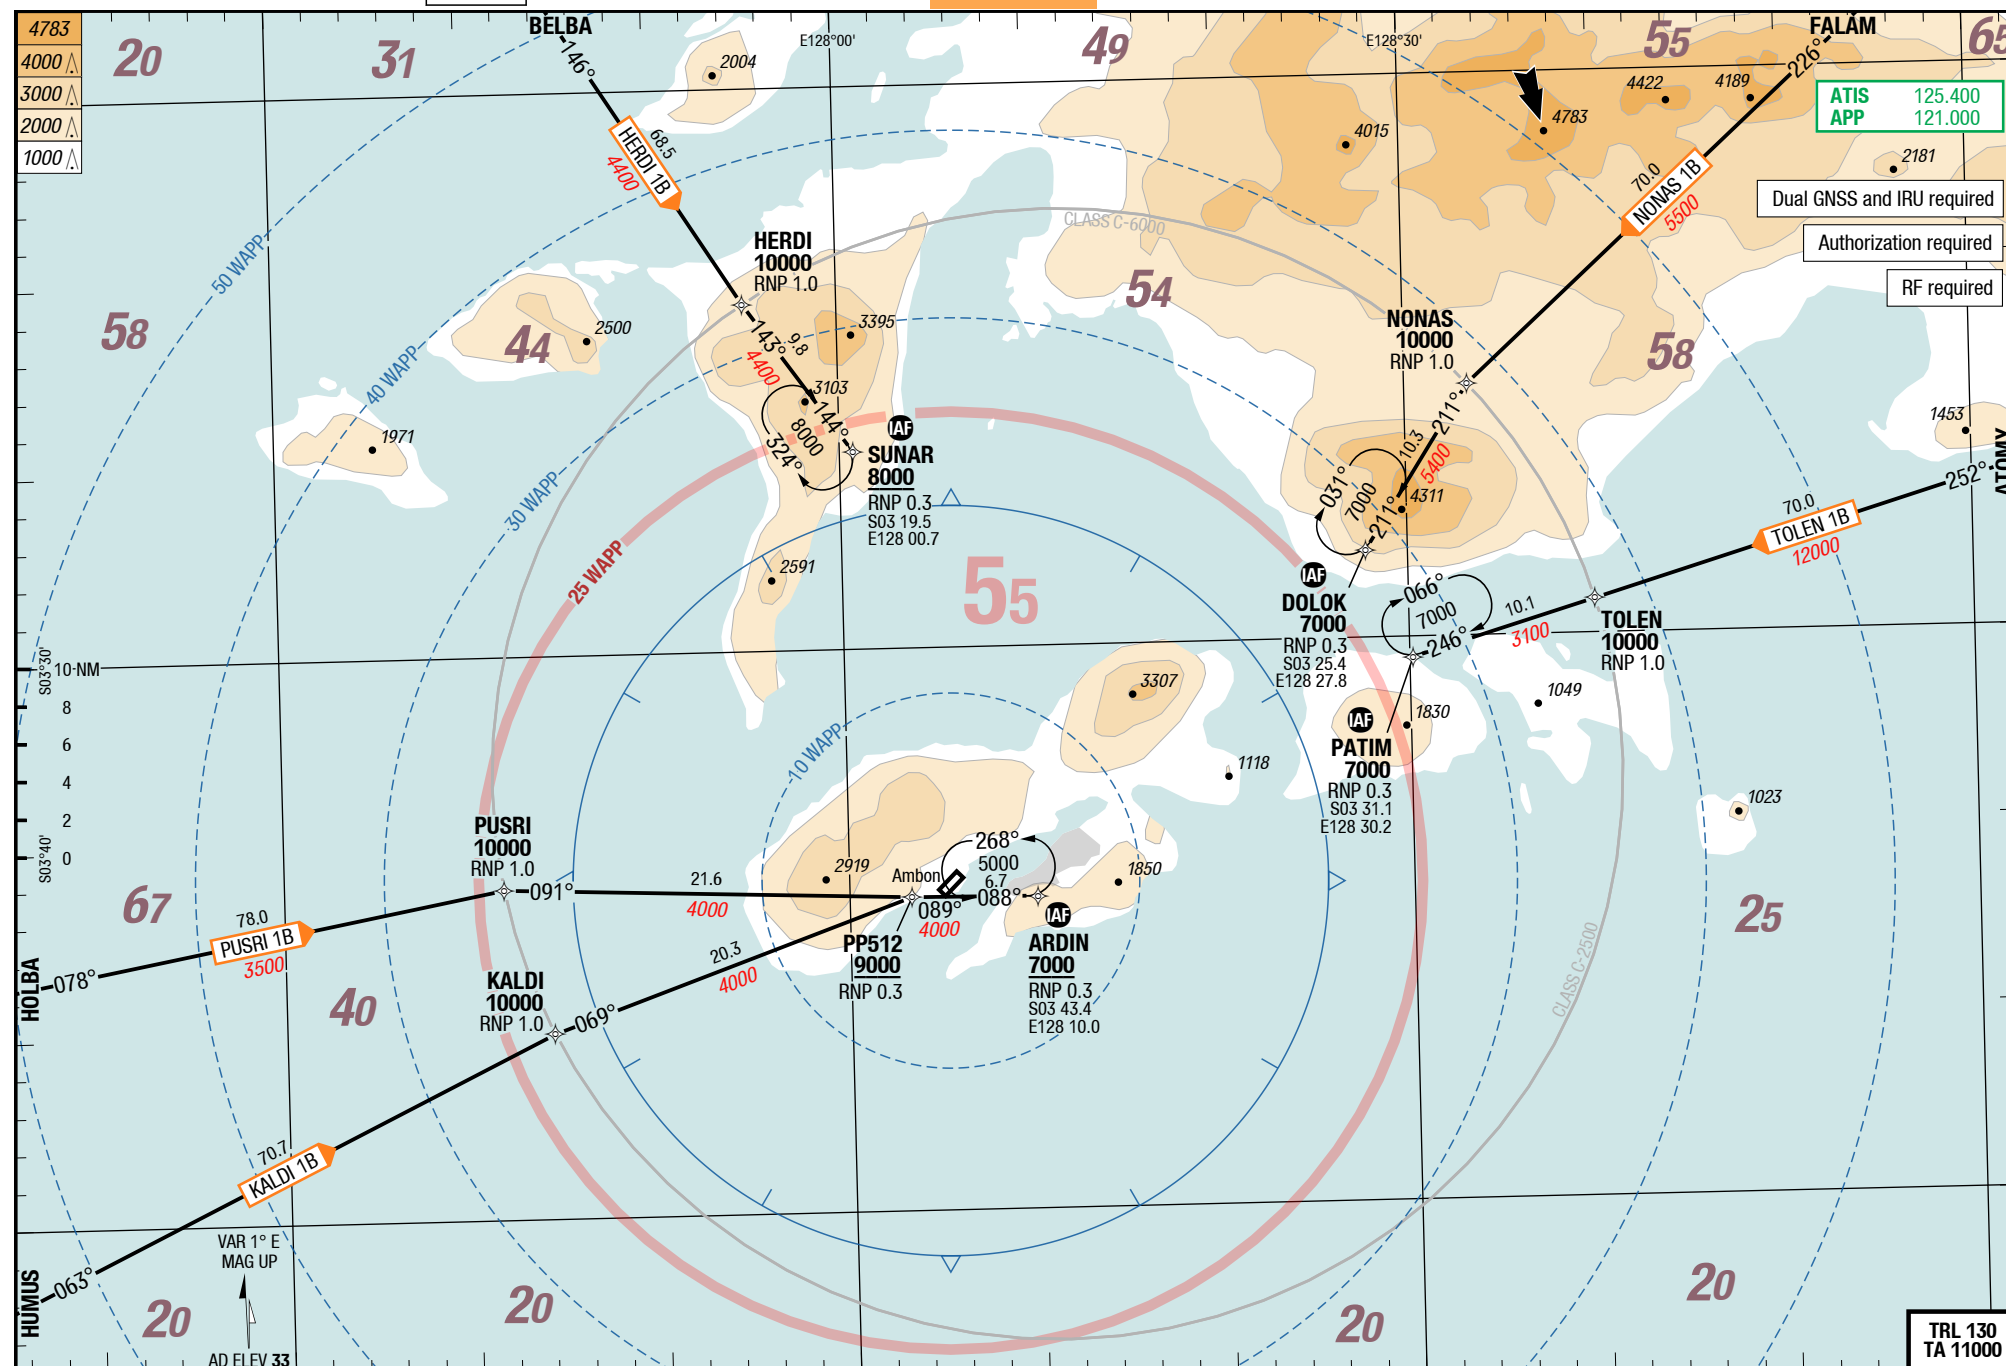 4783
4000
3000
2000
1000
20
31
BELBA
146°
2004
E128°00'
49
E128°30'
55
FALAM
65
226°
4422
4189
4783
4015
2181
ATIS 125.400
APP 121.000
Dual GNSS and IRU required
Authorization required
RF required
68.5
HERDI 1B
4400
70.0
NONAS 1B
5500
CLASS C-6000
50 WAPP
HERDI
10000
RNP 1.0
54
58
44
2500
3395
143°
9.8
4400
NONAS
10000
RNP 1.0
58
40 WAPP
3103
144°
8000
324°
IAF
SUNAR
8000
RNP 0.3
S03 19.5
E128 00.7
1971
30 WAPP
211°
10.3
5400
031°
7000
4311
211°
1453
ATOMY
252°
70.0
TOLEN 1B
12000
25 WAPP
2591
55
IAF
DOLOK
7000
RNP 0.3
S03 25.4
E128 27.8
066°
7000
246°
10.1
3100
TOLEN
10000
RNP 1.0
S03°30'
10 NM
8
6
4
2
0
S03°40'
3307
1049
1830
IAF
PATIM
7000
RNP 0.3
S03 31.1
E128 30.2
10 WAPP
1118
1023
PUSRI
10000
RNP 1.0
091°
21.6
4000
2919
Ambon
268°
5000
6.7
088°
089°
4000
1850
67
78.0
PUSRI 1B
3500
HOLBA
078°
40
KALDI
10000
RNP 1.0
069°
20.3
4000
PP512
9000
RNP 0.3
IAF
ARDIN
7000
RNP 0.3
S03 43.4
E128 10.0
25
CLASS C-2500
70.7
KALDI 1B
VAR 1° E
MAG UP
063°
HUMUS
20
20
20
20
AD ELEV 33
TRL 130
TA 11000